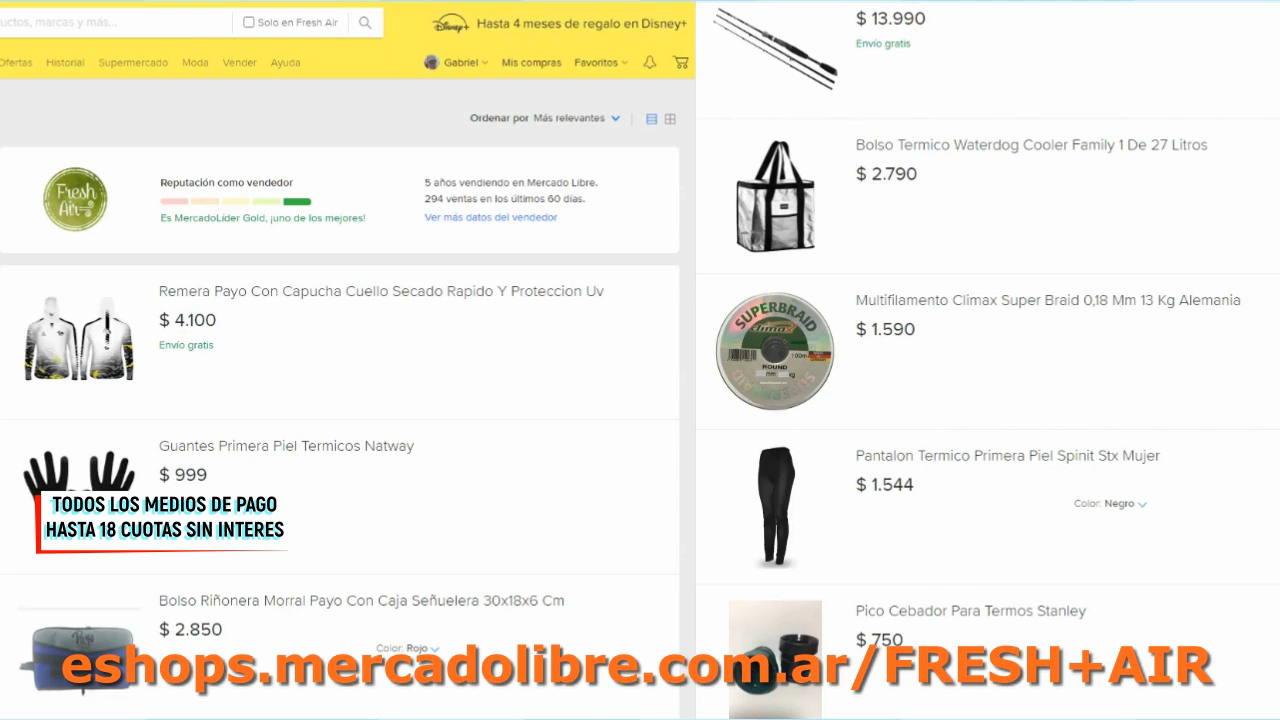 uctos, marcas y más...
Solo en Fresh Air
Disney+
Hasta 4 meses de regalo en Disney+
Ofertas
Historial
Supermercado
Moda
Vender
Ayuda
Gabriel
Mis compras
Favoritos
Ordenar por Más relevantes
Fresh
Air
Reputación como vendedor
Es MercadoLíder Gold, ¡uno de los mejores!
5 años vendiendo en Mercado Libre.
294 ventas en los últimos 60 días.
Ver más datos del vendedor
Remera Payo Con Capucha Cuello Secado Rapido Y Proteccion Uv
$ 4.100
Envío gratis
Guantes Primera Piel Termicos Natway
$ 999
TODOS LOS MEDIOS DE PAGO
HASTA 18 CUOTAS SIN INTERES
Bolso Riñonera Morral Payo Con Caja Señuelera 30x18x6 Cm
$ 2.850
Color: Rojo
Payo
$ 13.990
Envío gratis
Bolso Termico Waterdog Cooler Family 1 De 27 Litros
$ 2.790
Multifilamento Climax Super Braid 0,18 Mm 13 Kg Alemania
$ 1.590
SUPERBRAID
climax
100m
ROUND
mm kg
Pantalon Termico Primera Piel Spinit Stx Mujer
$ 1.544
Color: Negro
Pico Cebador Para Termos Stanley
$ 750
eshops.mercadolibre.com.ar/FRESH+AIR